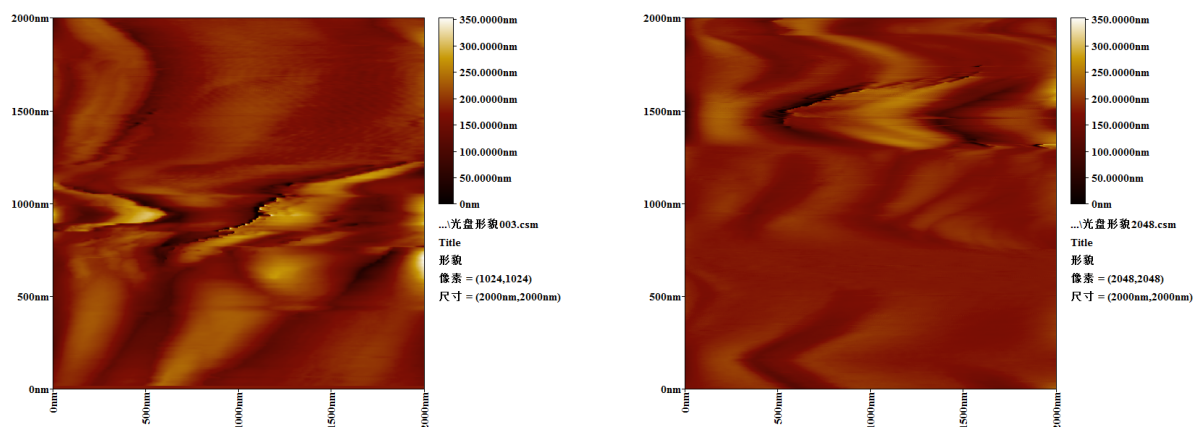 2000nm
1500nm
1000nm
500nm
0nm
0nm
500nm
1000nm
1500nm
2000nm
350.0000nm
300.0000nm
250.0000nm
200.0000nm
150.0000nm
100.0000nm
50.0000nm
0nm
...\光盘形貌003.csm
Title
形貌
像素 = (1024,1024)
尺寸 = (2000nm,2000nm)
2000nm
1500nm
1000nm
500nm
0nm
0nm
500nm
1000nm
1500nm
2000nm
350.0000nm
300.0000nm
250.0000nm
200.0000nm
150.0000nm
100.0000nm
50.0000nm
0nm
...\光盘形貌2048.csm
Title
形貌
像素 = (2048,2048)
尺寸 = (2000nm,2000nm)